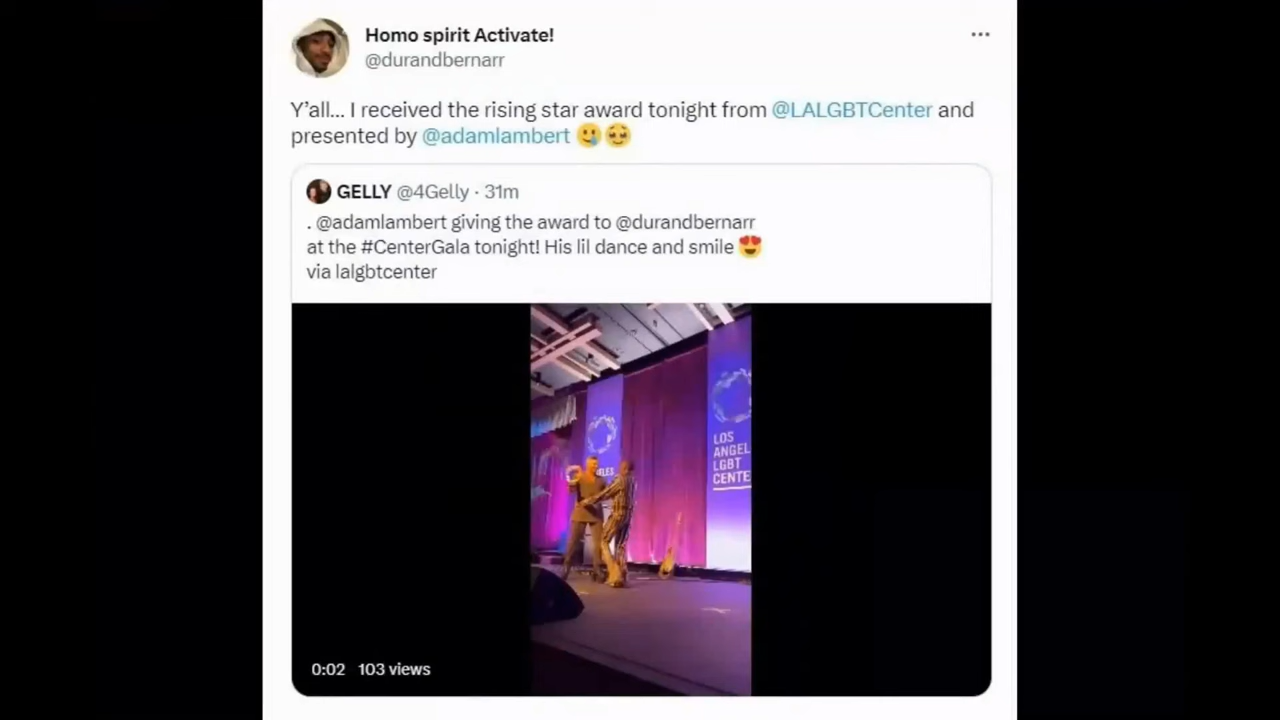 Homo spirit Activate!
@durandbernarr
Y’all... I received the rising star award tonight from @LALGBTCenter and
presented by @adamlambert 🥲🥹
GELLY @4Gelly · 31m
. @adamlambert giving the award to @durandbernarr
at the #CenterGala tonight! His lil dance and smile 😍
via lalgbtcenter
LOS
ANGEL
LGBT
CENTE
ELES
0:02 103 views